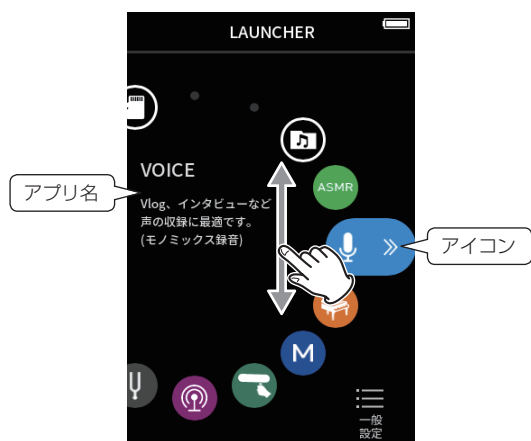 LAUNCHER
VOICE
Vlog、インタビューなど
声の収録に最適です。
(モノミックス録音)
アプリ名
ASMR
アイコン
M
一般
設定